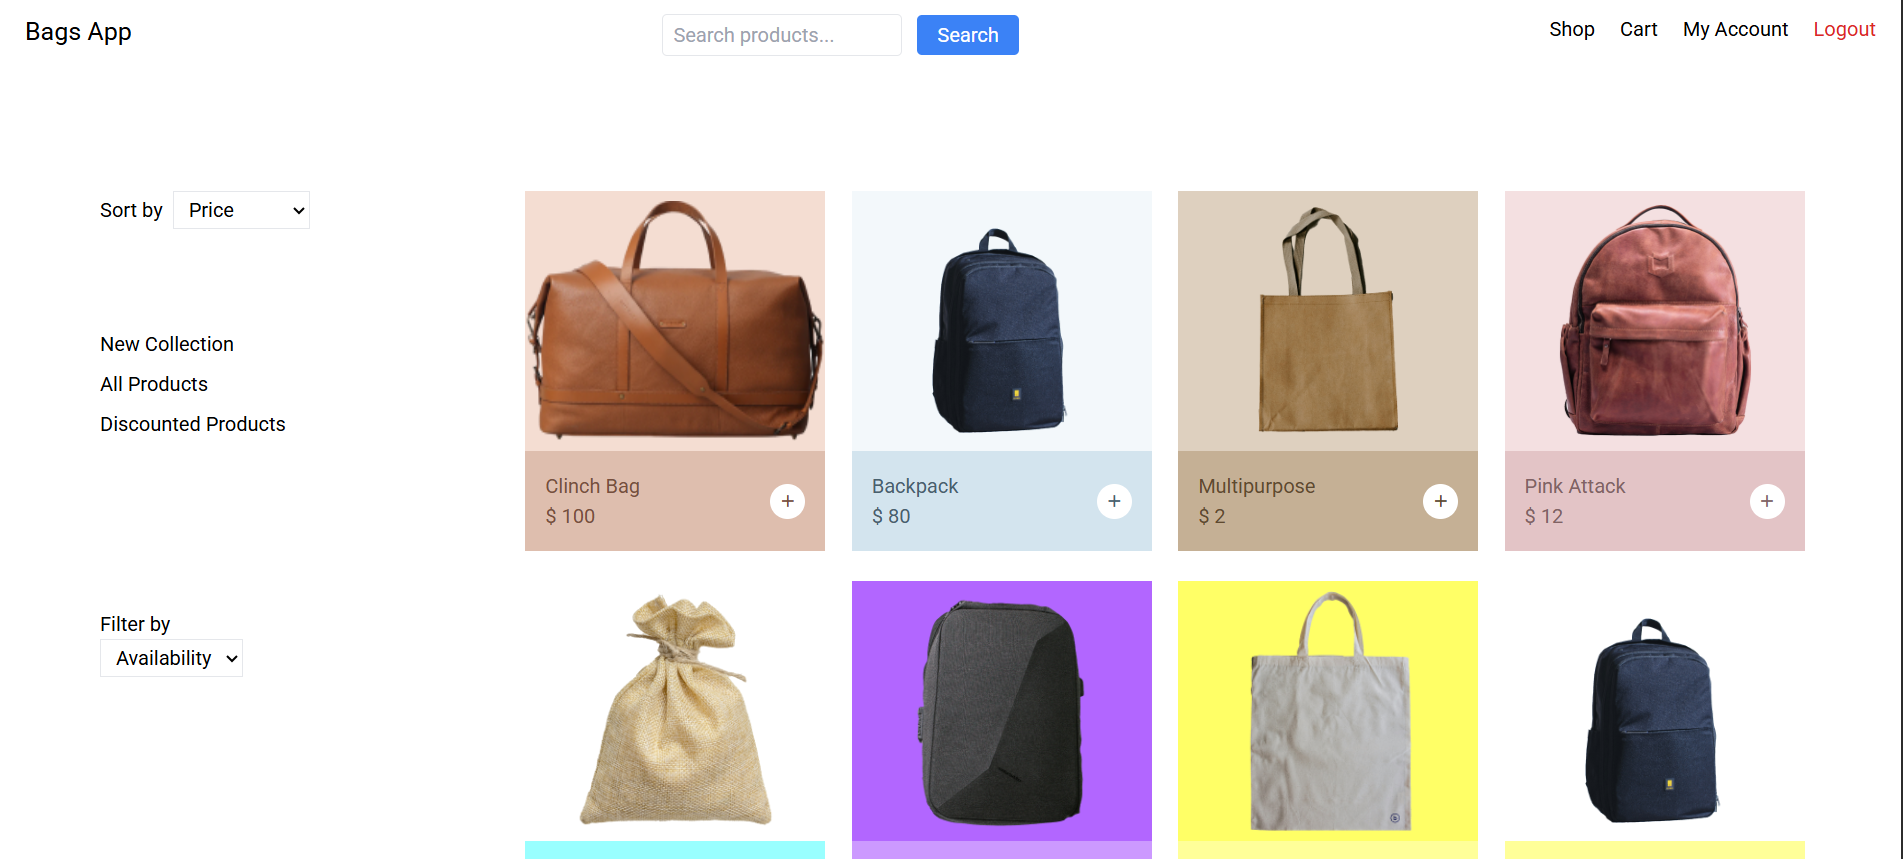 Bags App
Search products...
Search
Shop
Cart
My Account
Logout
Sort by
Price
New Collection
All Products
Discounted Products
Filter by
Availability
Clinch Bag
$ 100
+
Backpack
$ 80
+
Multipurpose
$ 2
+
Pink Attack
$ 12
+